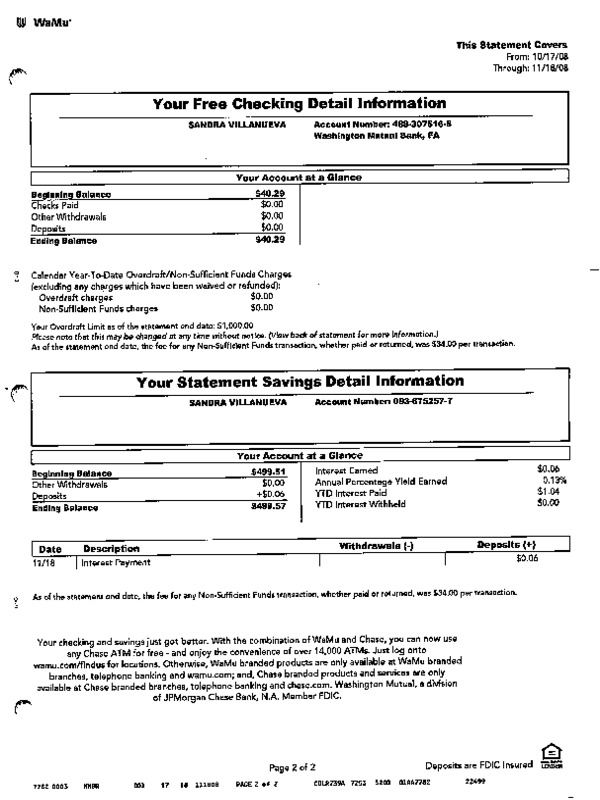 WaMu
This Statement Covers
From: 10/17/08
Through: 11/18/08
Your Free Checking Detail Information
SANDRA VILLANUEVA Account Number: 488-307516-5
Washington Mutual Bank, FA
Your Account at a Glance
Beginning Balance $40.29
Checks Paid $0.00
Other Withdrawals $0.00
Deposits $0.00
Ending Balance $40.29
Calendar Year-To-Date Overdraft/Non-Sufficient Funds Charges
(excluding any charges which have been waived or refunded):
Overdraft charges $0.00
Non-Sufficient Funds charges $0.00
Your Overdraft Limit as of the statement end date: $1,000.00
Please note that this may be changed at any time without notice. (View back of statement for more information.)
As of the statement end date, the fee for any Non-Sufficient Funds transaction, whether paid or returned, was $34.00 per transaction.
Your Statement Savings Detail Information
SANDRA VILLANUEVA Account Number: 093-675257-7
Your Account at a Glance
Beginning Balance $499.51 Interest Earned $0.06
Other Withdrawals $0.00 Annual Percentage Yield Earned 0.13%
Deposits +$0.06 YTD Interest Paid $1.04
Ending Balance $499.57 YTD Interest Withheld $0.00
Date Description Withdrawals (-) Deposits (+)
11/18 Interest Payment $0.06
As of the statement end date, the fee for any Non-Sufficient Funds transaction, whether paid or returned, was $34.00 per transaction.
Your checking and savings just got better. With the combination of WaMu and Chase, you can now use
any Chase ATM for free - and enjoy the convenience of over 14,000 ATMs. Just log onto
wamu.com/findus for locations. Otherwise, WaMu branded products are only available at WaMu branded
branches, telephone banking and wamu.com; and, Chase branded products and services are only
available at Chase branded branches, telephone banking and chase.com. Washington Mutual, a division
of JPMorgan Chase Bank, N.A. Member FDIC.
Page 2 of 2 Deposits are FDIC Insured
LENDER
7782 0003 17 18 111808 PAGE 2 of 2 7253 22499